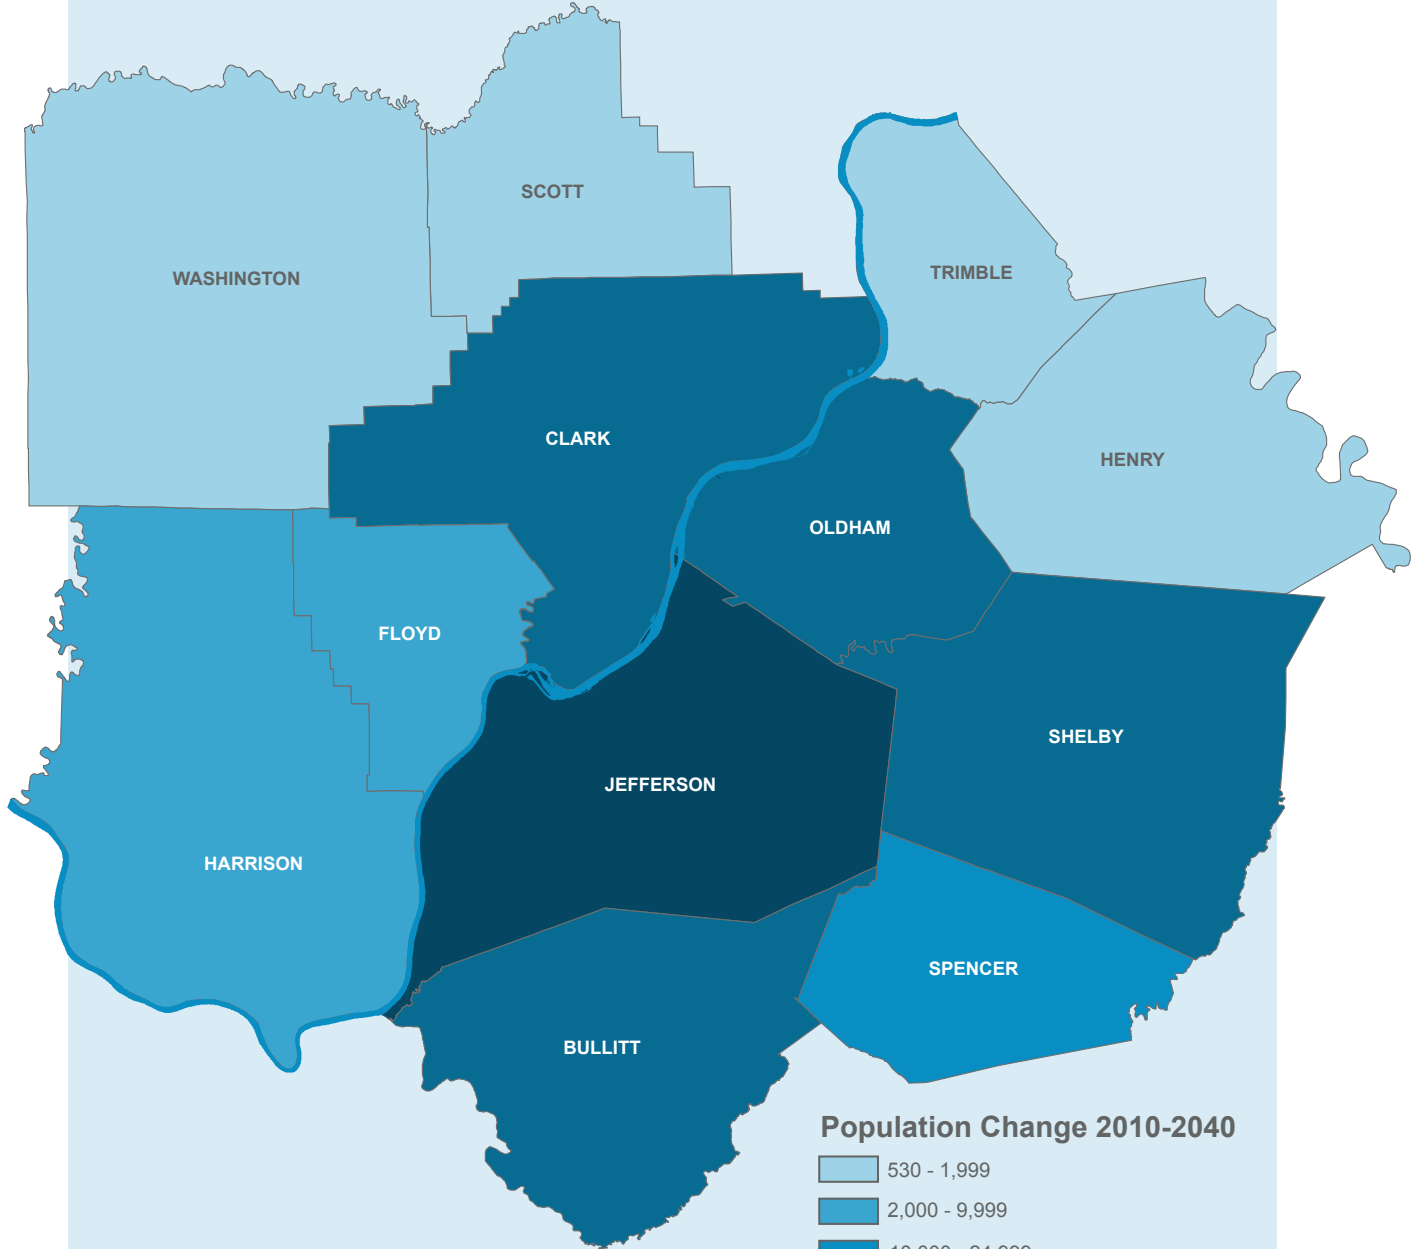 SCOTT
WASHINGTON
TRIMBLE
CLARK
HENRY
OLDHAM
FLOYD
SHELBY
JEFFERSON
HARRISON
SPENCER
BULLITT
Population Change 2010-2040
530 - 1,999
2,000 - 9,999